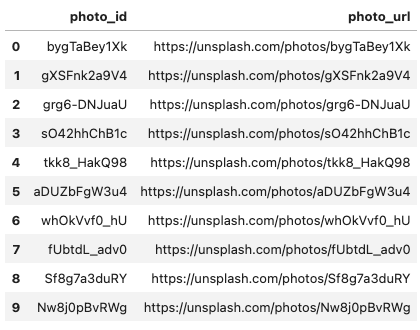 photo_id photo_url
0 bygTaBey1Xk https://unsplash.com/photos/bygTaBey1Xk
1 gXSFnk2a9V4 https://unsplash.com/photos/gXSFnk2a9V4
2 grg6-DNJuaU https://unsplash.com/photos/grg6-DNJuaU
3 sO42hhChB1c https://unsplash.com/photos/sO42hhChB1c
4 tkk8_HakQ98 https://unsplash.com/photos/tkk8_HakQ98
5 aDUZbFgW3u4 https://unsplash.com/photos/aDUZbFgW3u4
6 whOkVvf0_hU https://unsplash.com/photos/whOkVvf0_hU
7 fUbtdL_adv0 https://unsplash.com/photos/fUbtdL_adv0
8 Sf8g7a3duRY https://unsplash.com/photos/Sf8g7a3duRY
9 Nw8j0pBvRWg https://unsplash.com/photos/Nw8j0pBvRWg